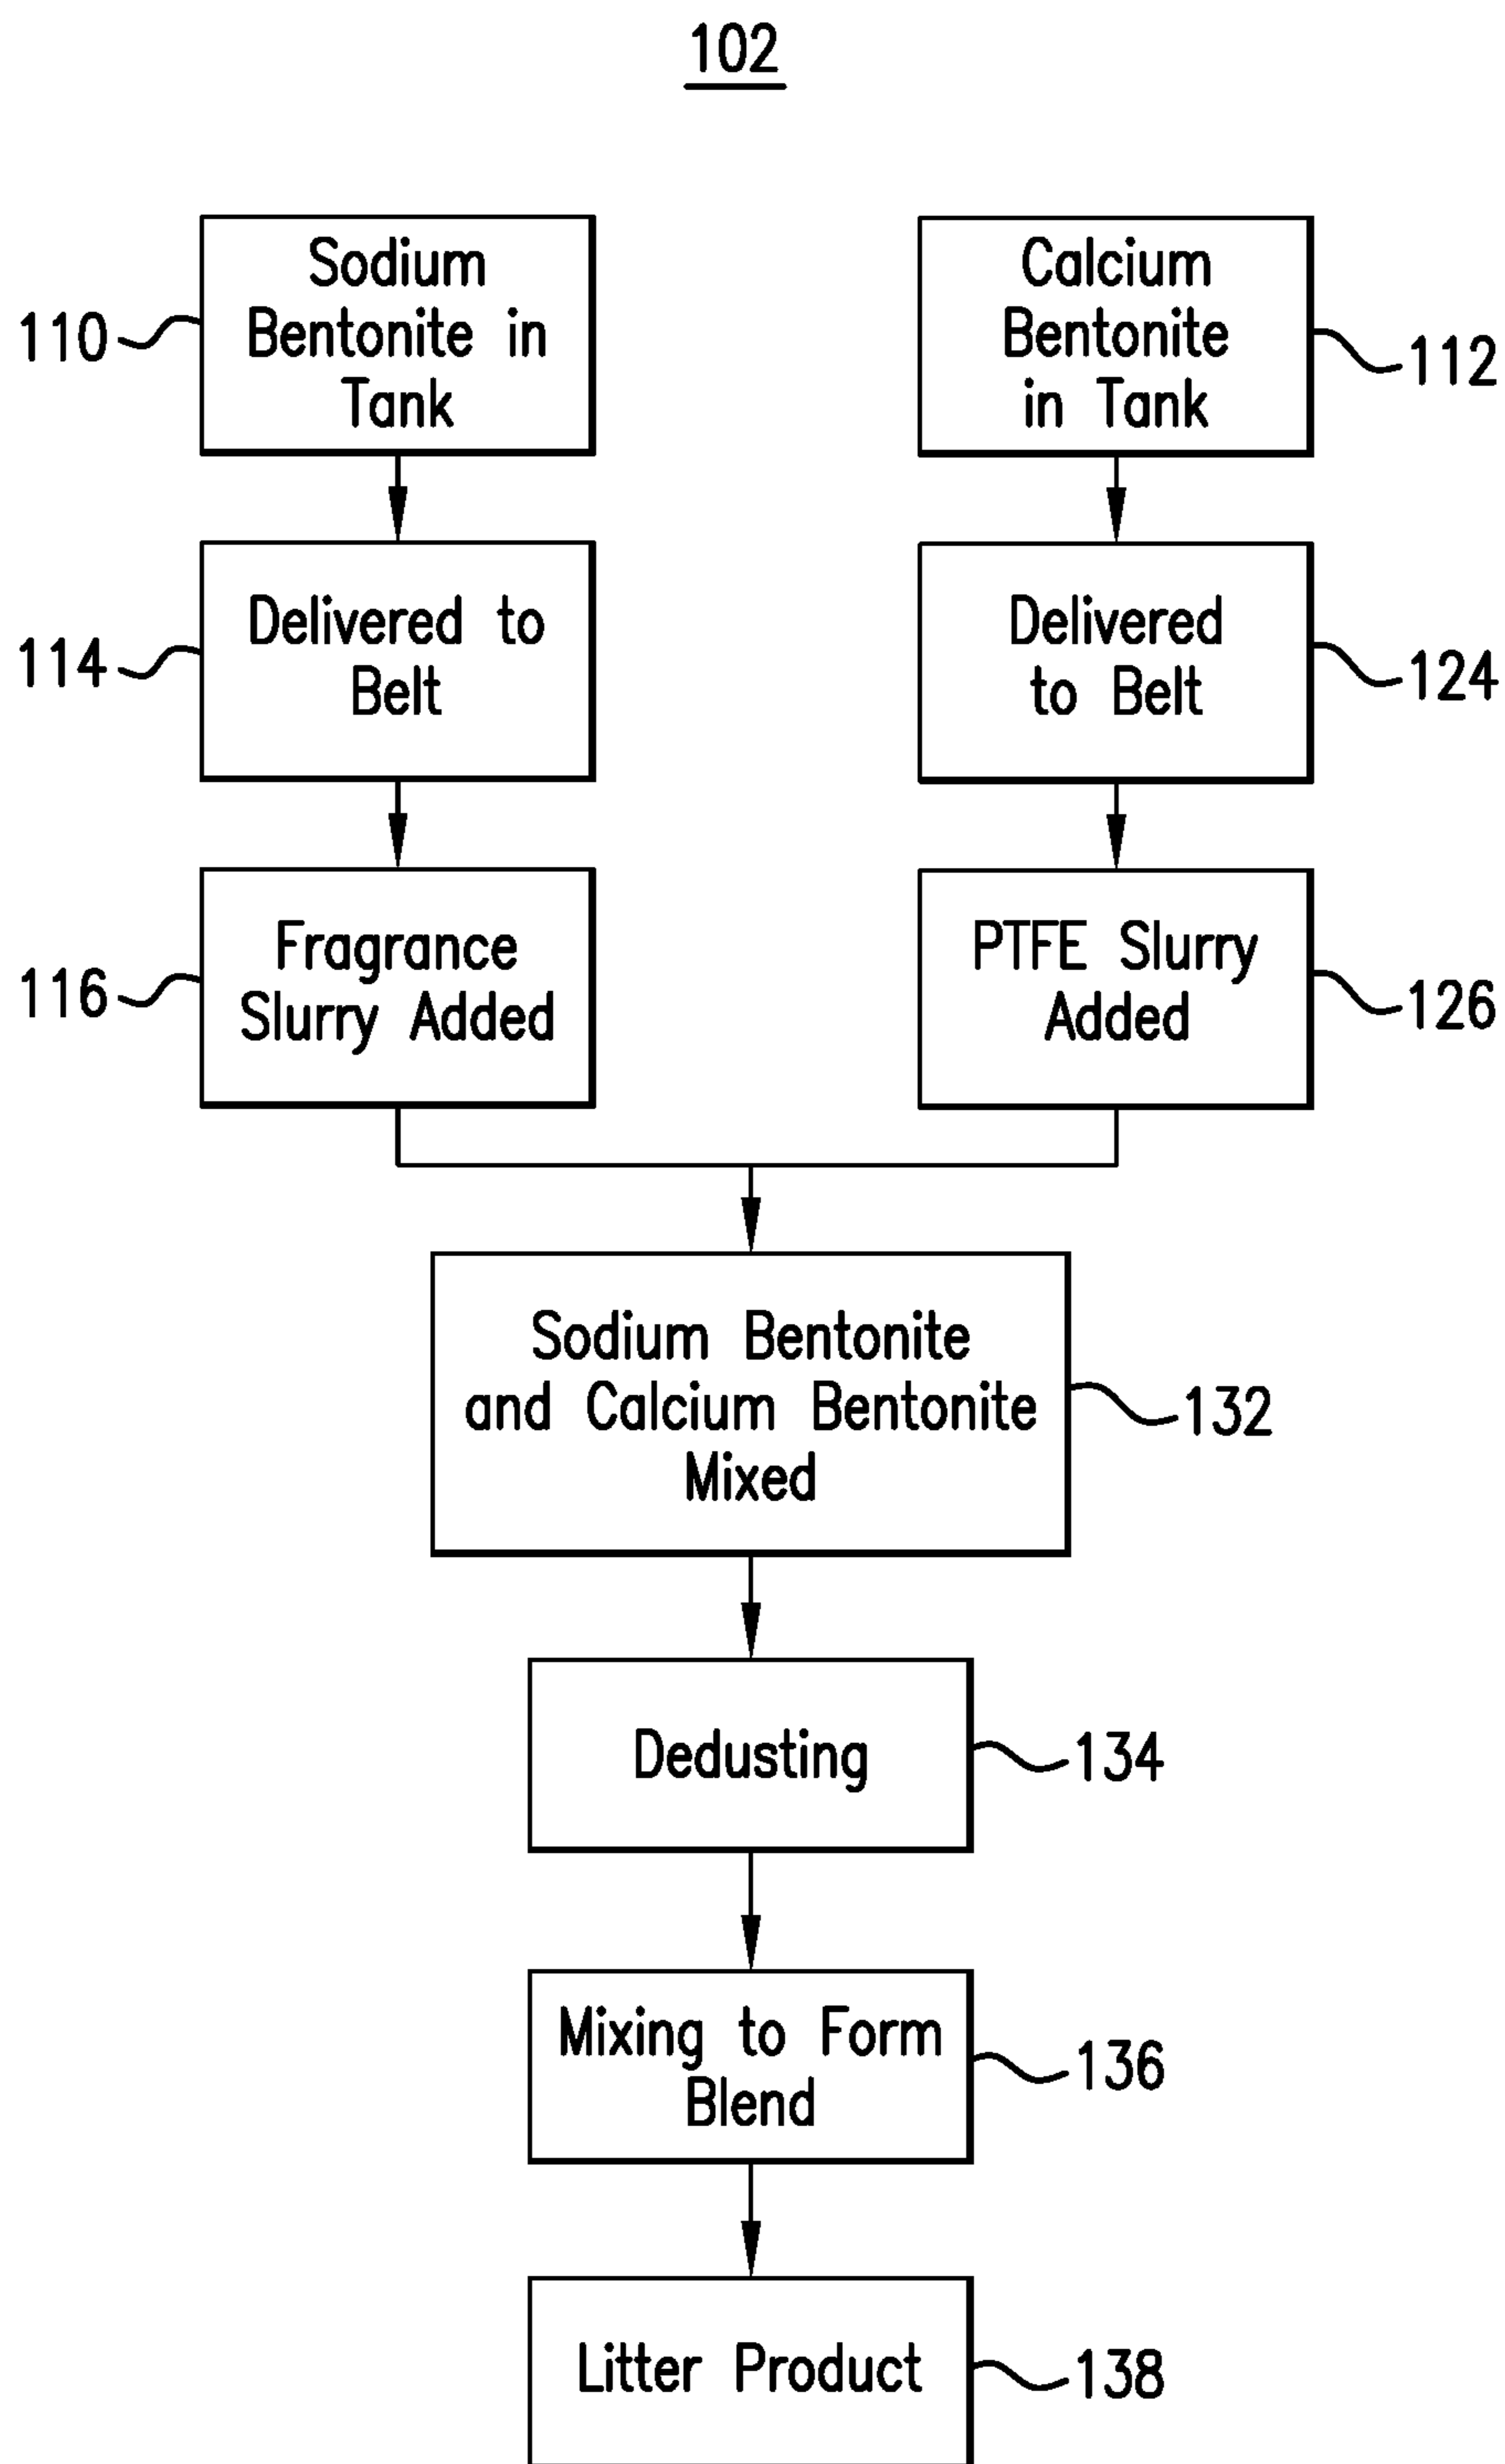 102
Sodium
Bentonite in
Tank
110
Calcium
Bentonite
in Tank
112
Delivered to
Belt
114
Delivered
to Belt
124
Fragrance
Slurry Added
116
PTFE Slurry
Added
126
Sodium Bentonite
and Calcium Bentonite
Mixed
132
Dedusting
134
Mixing to Form
Blend
136
Litter Product
138